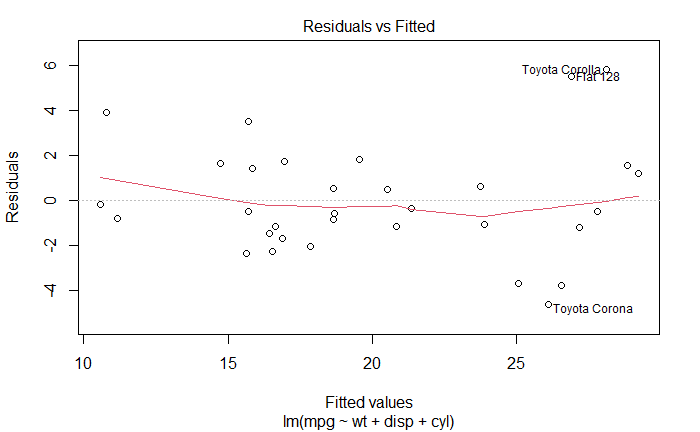 Residuals vs Fitted
Residuals
6
4
2
0
-2
-4
Toyota Corolla
Fiat 128
Toyota Corona
10
15
20
25
Fitted values
lm(mpg ~ wt + disp + cyl)